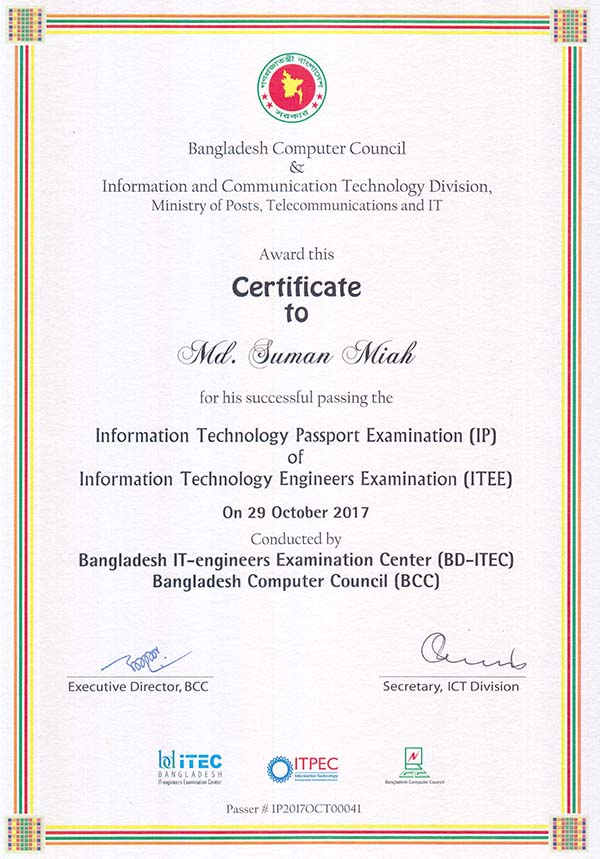 গণপ্রজাতন্ত্রী বাংলাদেশ
সরকার
Bangladesh Computer Council
&
Information and Communication Technology Division,
Ministry of Posts, Telecommunications and IT
Award this
Certificate
to
Md. Suman Miah
for his successful passing the
Information Technology Passport Examination (IP)
of
Information Technology Engineers Examination (ITEE)
On 29 October 2017
Conducted by
Bangladesh IT-engineers Examination Center (BD-ITEC)
Bangladesh Computer Council (BCC)
Executive Director, BCC
Secretary, ICT Division
bd iTEC
BANGLADESH
IT-engineers Examination Center
ITPEC
Information Technology
Professionals Examination Council
Bangladesh Computer Council
Passer # IP2017OCT00041